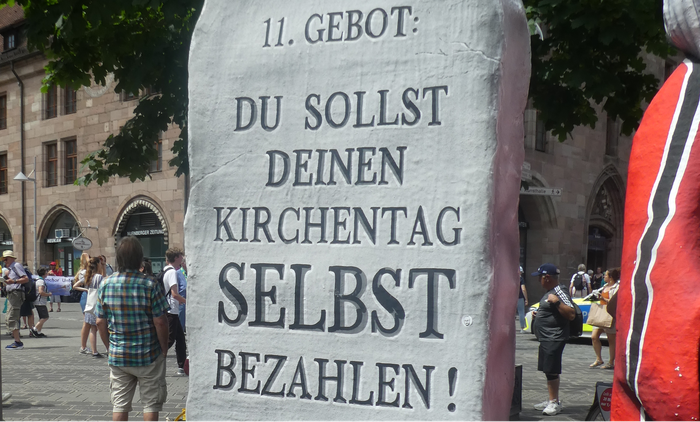 11. GEBOT:
DU SOLLST
DEINEN
KIRCHENTAG
SELBST
BEZAHLEN!